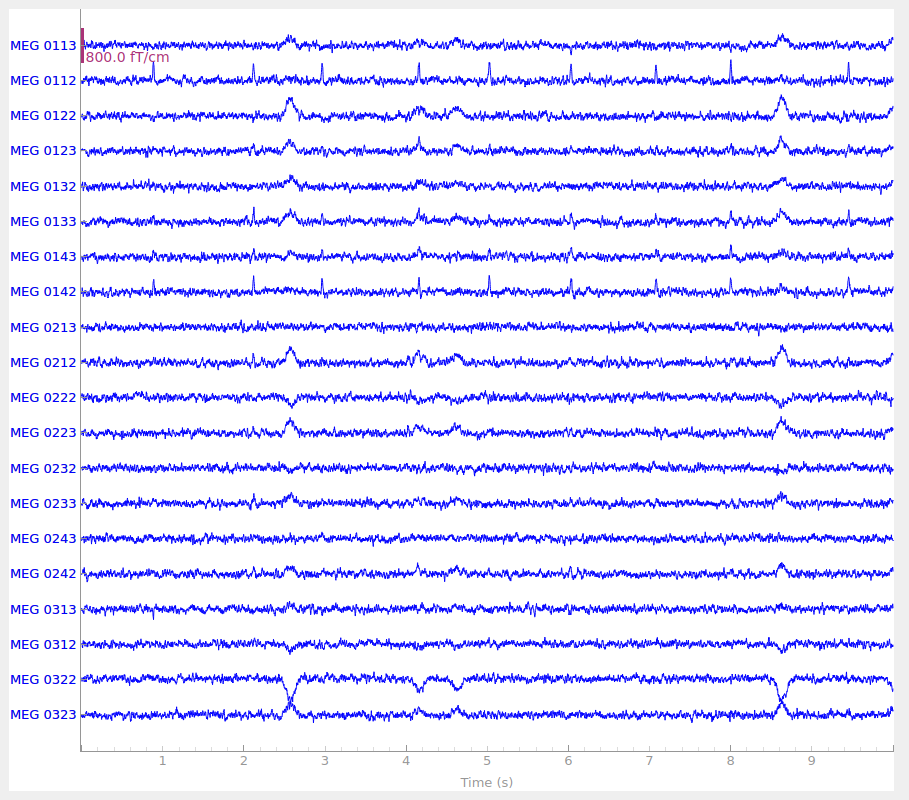 MEG 0113
800.0 fT/cm
MEG 0112
MEG 0122
MEG 0123
MEG 0132
MEG 0133
MEG 0143
MEG 0142
MEG 0213
MEG 0212
MEG 0222
MEG 0223
MEG 0232
MEG 0233
MEG 0243
MEG 0242
MEG 0313
MEG 0312
MEG 0322
MEG 0323
1 2 3 4 5 6 7 8 9
Time (s)